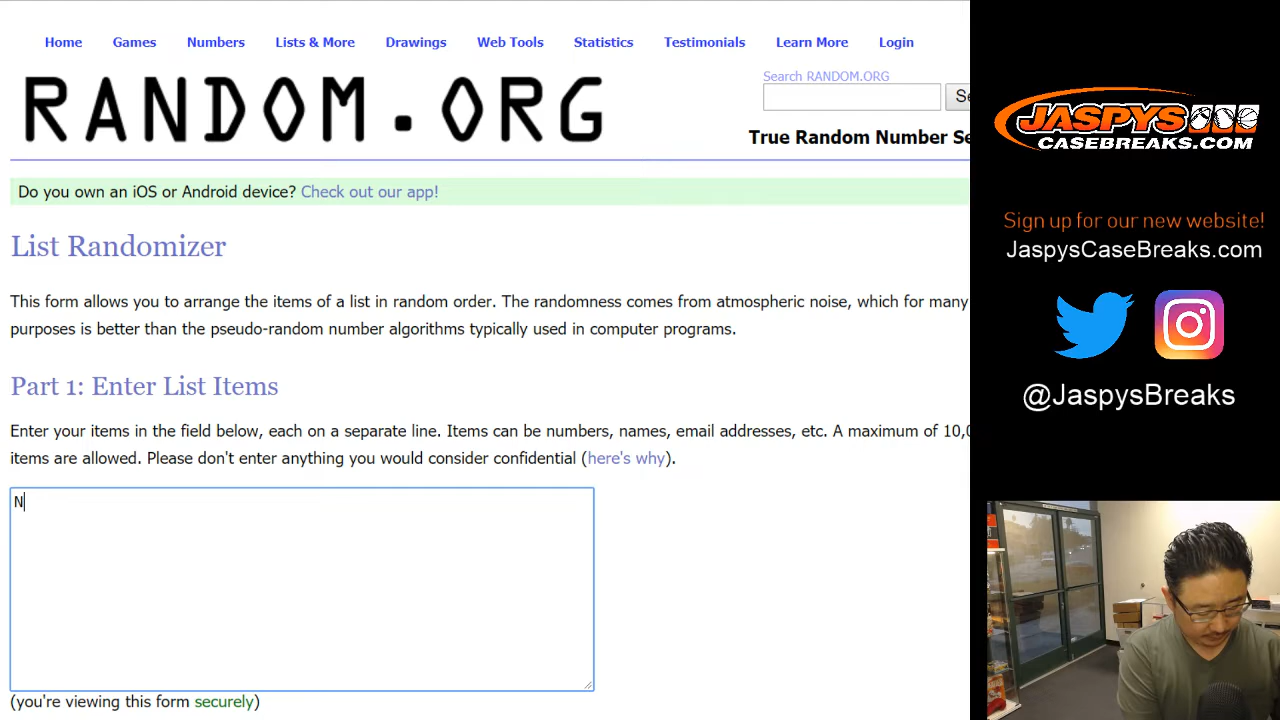 Home Games Numbers Lists & More Drawings Web Tools Statistics Testimonials Learn More Login
RANDOM.ORG
Search RANDOM.ORG
Se
True Random Number Se
Do you own an iOS or Android device? Check out our app!
List Randomizer
This form allows you to arrange the items of a list in random order. The randomness comes from atmospheric noise, which for many
purposes is better than the pseudo-random number algorithms typically used in computer programs.
Part 1: Enter List Items
Enter your items in the field below, each on a separate line. Items can be numbers, names, email addresses, etc. A maximum of 10,0
items are allowed. Please don't enter anything you would consider confidential (here's why).
N
(you're viewing this form securely)
JASPYS
CASEBREAKS.COM
Sign up for our new website!
JaspysCaseBreaks.com
@JaspysBreaks